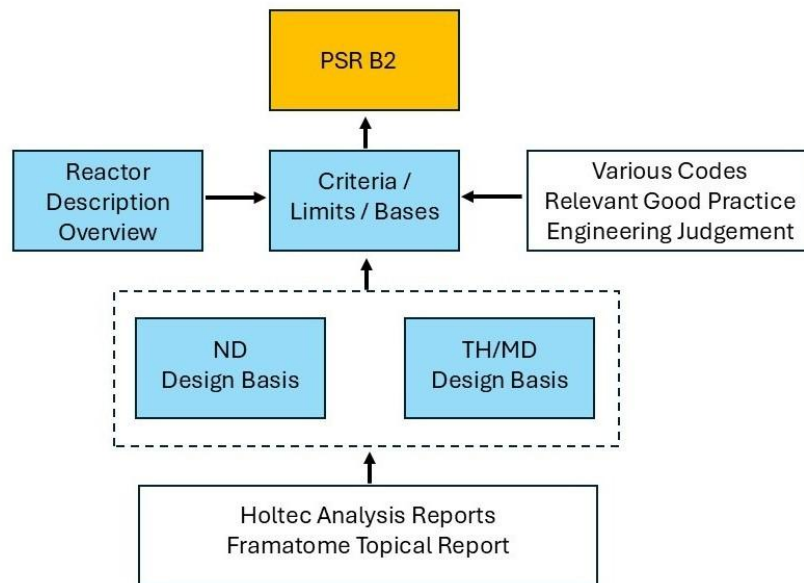 PSR B2
Reactor
Description
Overview
Criteria /
Limits / Bases
Various Codes
Relevant Good Practice
Engineering Judgement
ND
Design Basis
TH/MD
Design Basis
Holtec Analysis Reports
Framatome Topical Report